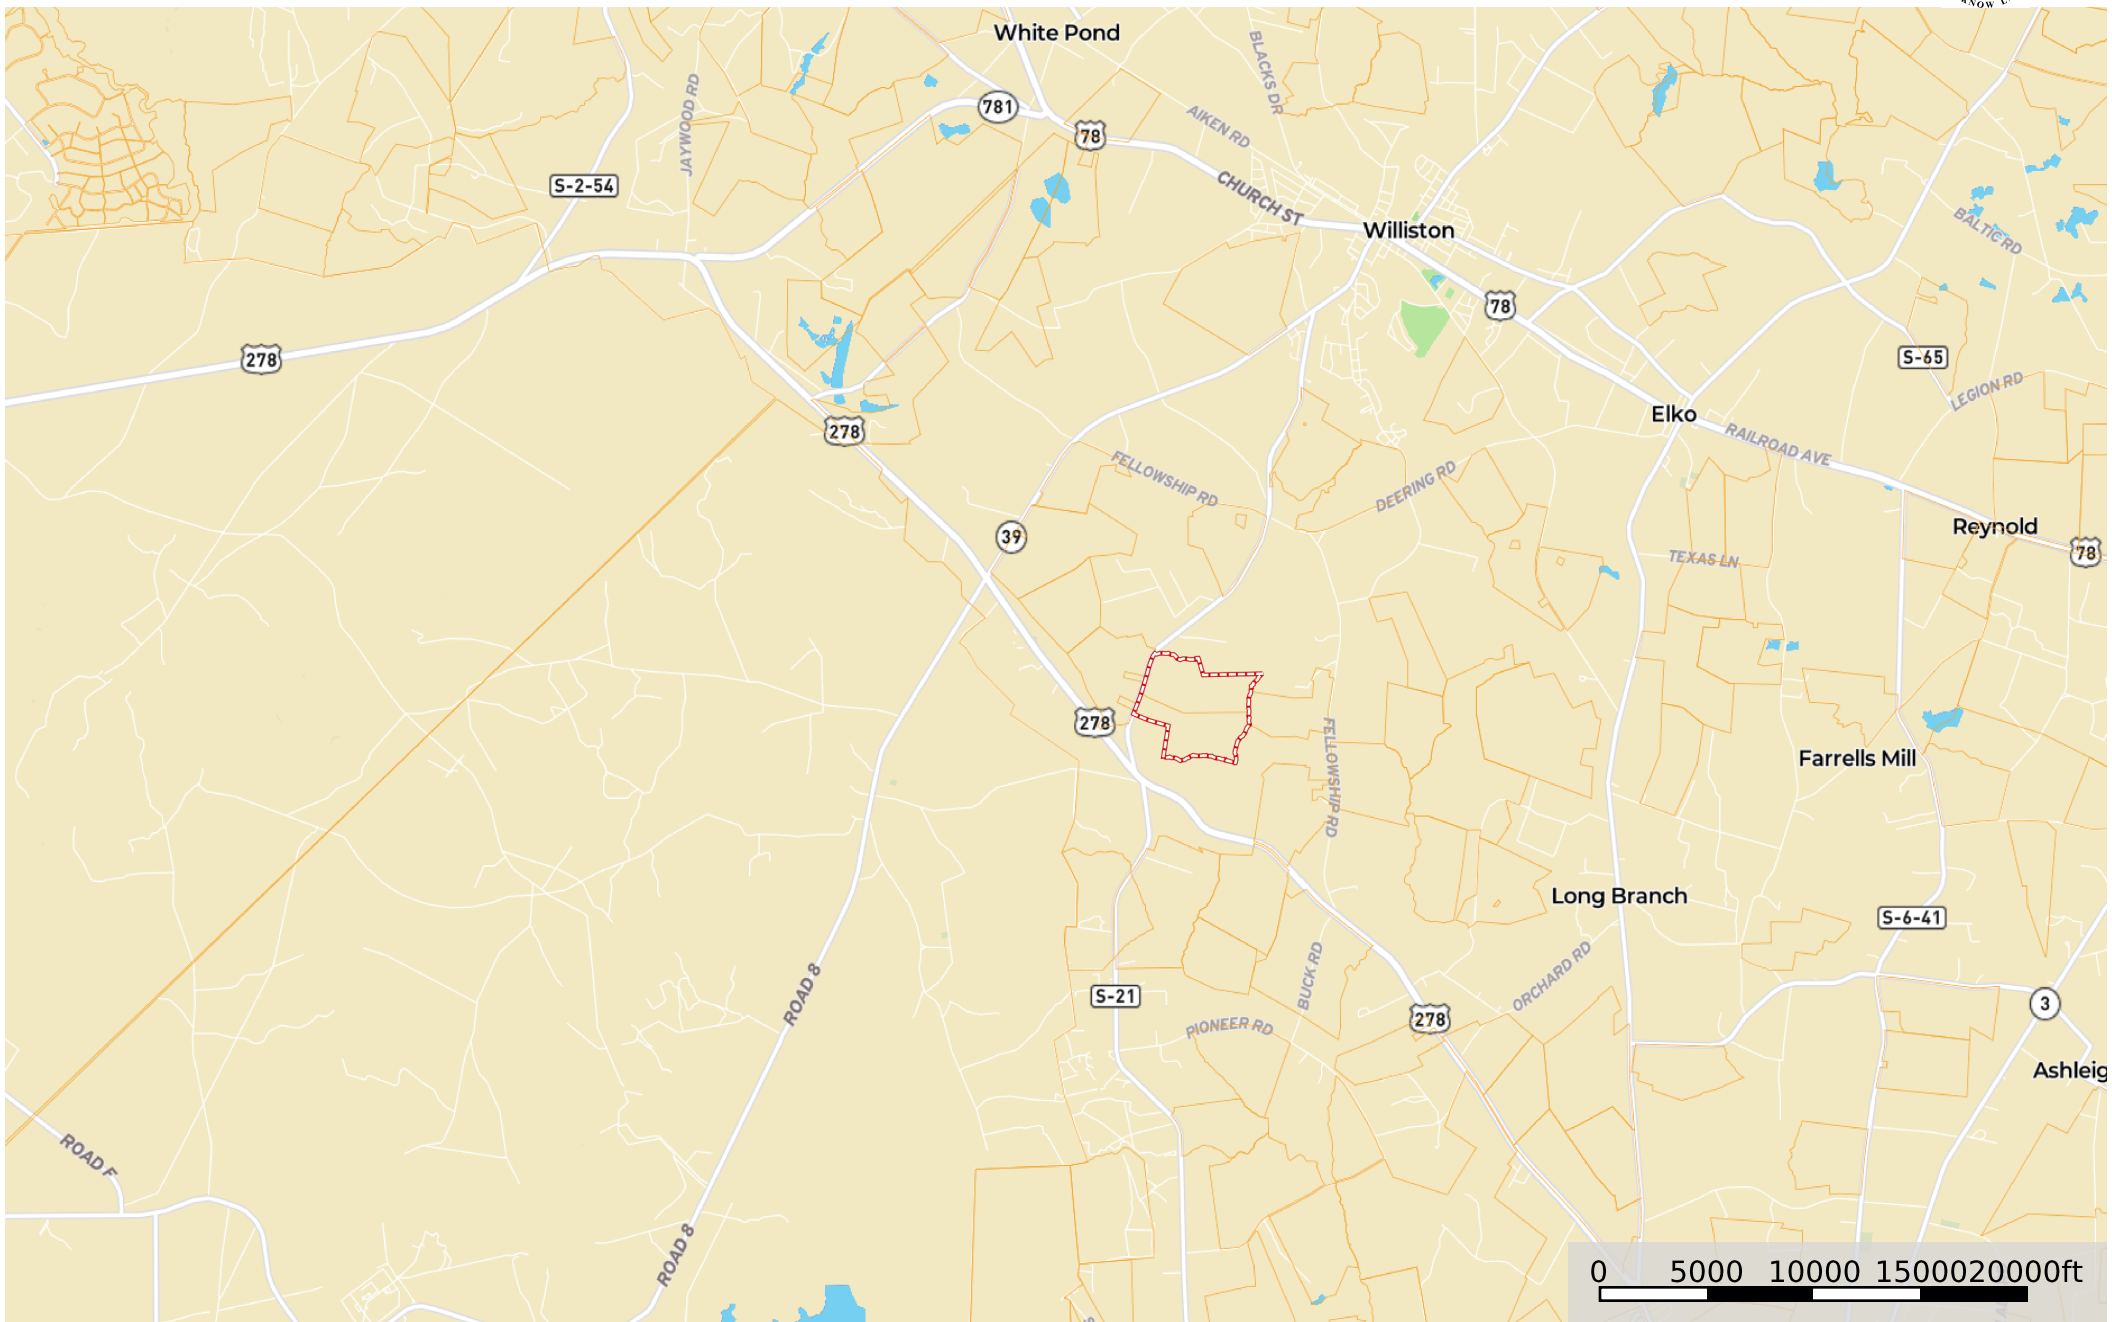 KNOW
White Pond
BLACKS DR
JAYWOOD RD
781
78
AIKEN RD
S-2-54
CHURCH ST
Williston
BALTIC RD
78
278
S-65
LEGION RD
Elko
278
RAILROAD AVE
FELLOWSHIP RD
DEERING RD
39
Reynold
78
TEXAS LN
278
FELLOWSHIP RD
Farrells Mill
Long Branch
S-6-41
ROAD 8
S-21
BUCK RD
ORCHARD RD
3
278
PIONEER RD
Ashleig
ROAD F
ROAD 8
0 5000 10000 15000 20000ft